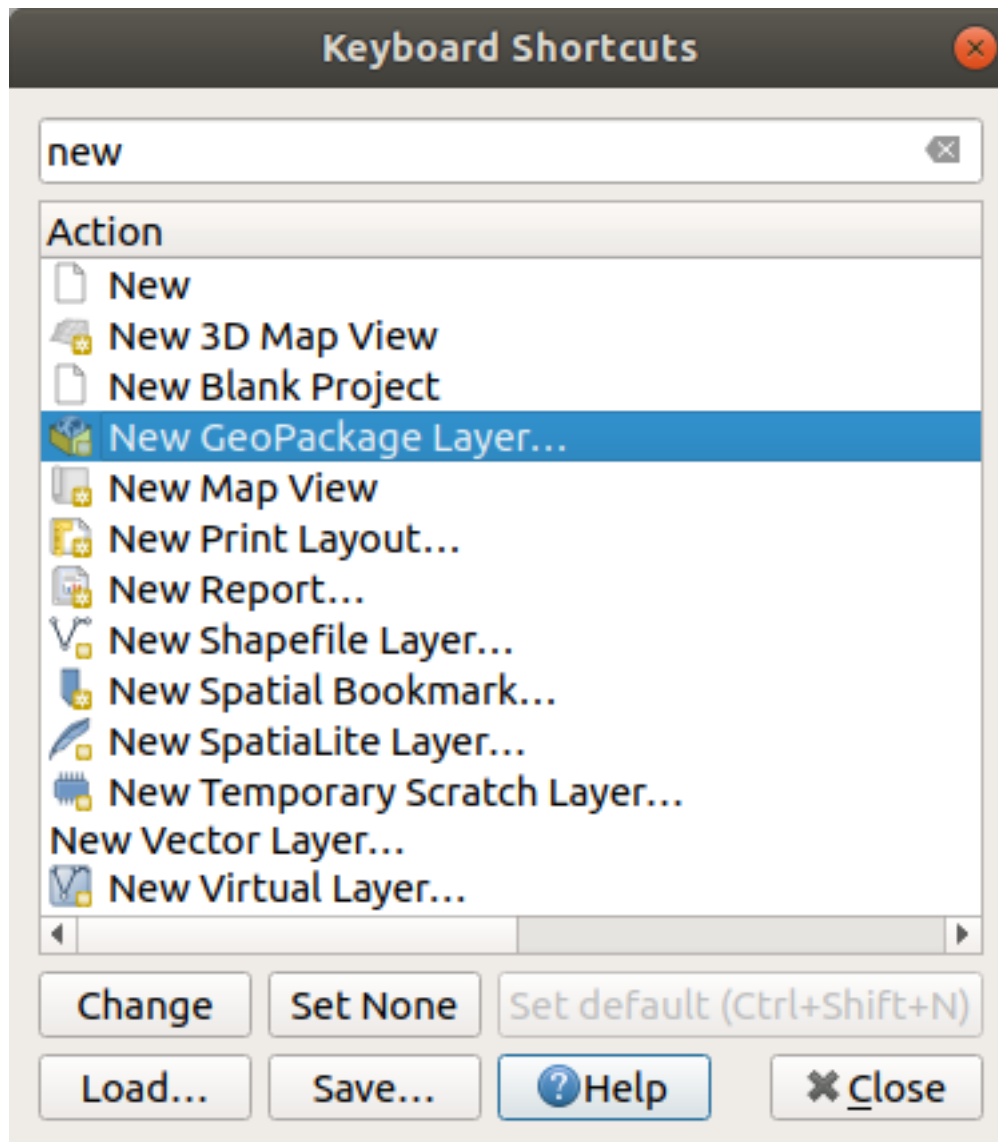 Keyboard Shortcuts
new
Action
New
New 3D Map View
New Blank Project
New GeoPackage Layer…
New Map View
New Print Layout…
New Report…
New Shapefile Layer…
New Spatial Bookmark…
New SpatiaLite Layer…
New Temporary Scratch Layer…
New Vector Layer…
New Virtual Layer…
Change Set None Set default (Ctrl+Shift+N)
Load… Save… Help Close